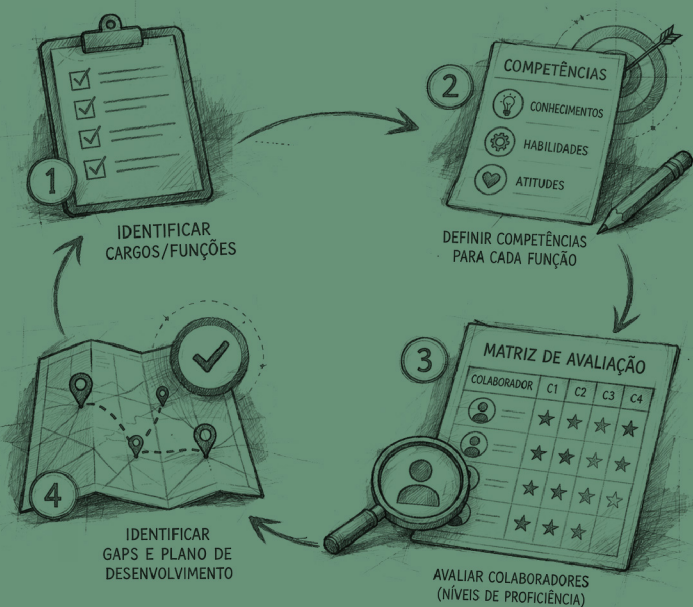 1
IDENTIFICAR
CARGOS/FUNÇÕES
2
COMPETÊNCIAS
CONHECIMENTOS
HABILIDADES
ATITUDES
DEFINIR COMPETÊNCIAS
PARA CADA FUNÇÃO
3
MATRIZ DE AVALIAÇÃO
COLABORADOR C1 C2 C3 C4
AVALIAR COLABORADORES
(NÍVEIS DE PROFICIÊNCIA)
4
IDENTIFICAR
GAPS E PLANO DE
DESENVOLVIMENTO